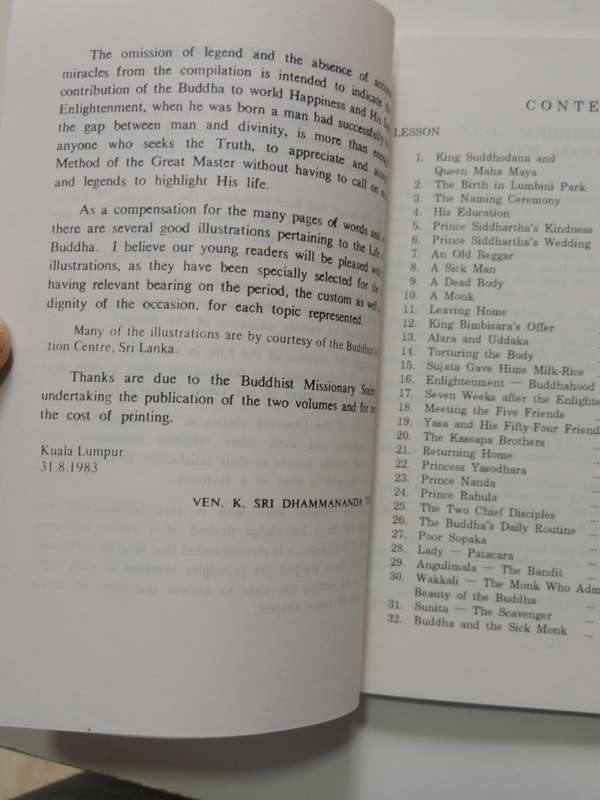 The omission of legend and the absence of
miracles from the compilation is intended to indicate
contribution of the Buddha to world Happiness and His
Enlightenment, when he was born a man had successfully
the gap between man and divinity, is more than
anyone who seeks the Truth, to appreciate and
Method of the Great Master without having to call on
and legends to highlight His life.
As a compensation for the many pages of words and
there are several good illustrations pertaining to the Life
Buddha. I believe our young readers will be pleased with
illustrations, as they have been specially selected for the
having relevant bearing on the period, the custom as well
dignity of the occasion, for each topic represented.
Many of the illustrations are by courtesy of the Buddhist
tion Centre, Sri Lanka.
Thanks are due to the Buddhist Missionary
undertaking the publication of the two volumes and for
the cost of printing.
Kuala Lumpur
31.8.1983
VEN. K. SRI DHAMMANANDA
CONTE
LESSON
1. King Suddhodana and
Queen Maha Maya
2. The Birth in Lumbini Park
3. The Naming Ceremony
4. His Education
5. Prince Siddhartha's Kindness
6. Prince Siddhartha's Wedding
7. An Old Beggar
8. A Sick Man
9. A Dead Body
10. A Monk
11. Leaving Home
12. King Bimbisara's Offer
13. Alara and Uddaka
14. Torturing the Body
15. Sujata Gave Him Milk-Rice
16. Enlightenment — Buddhahood
17. Seven Weeks after the Enlighte
18. Meeting the Five Friends
19. Yasa and His Fifty-Four Friend
20. The Kassapa Brothers
21. Returning Home
22. Princess Yasodhara
23. Prince Nanda
24. Prince Rahula
25. The Two Chief Disciples
26. The Buddha's Daily Routine
27. Poor Sopaka
28. Lady — Patacara
29. Angulimala — The Bandit
30. Wakkali — The Monk Who Adm
Beauty of the Buddha
31. Sunita — The Scavenger
32. Buddha and the Sick Monk